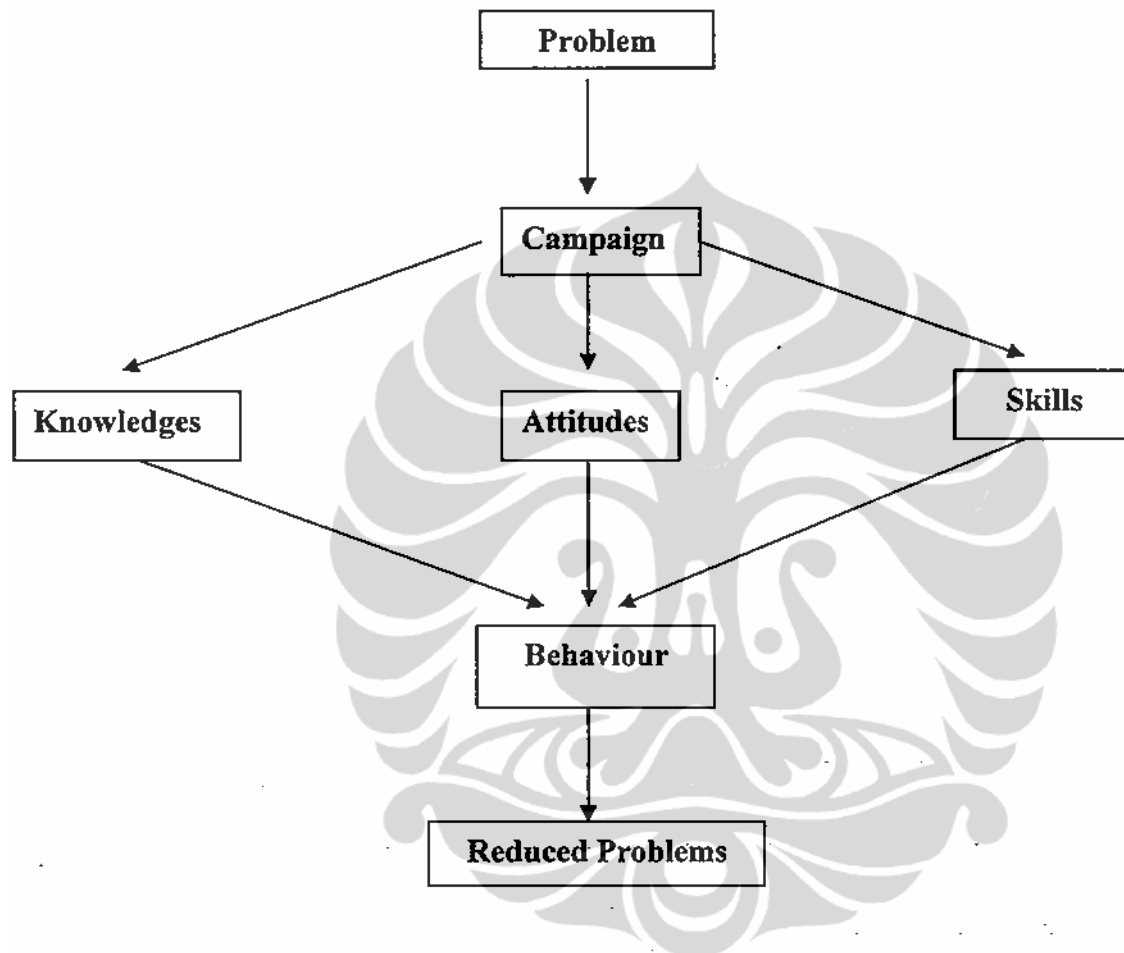 Problem
Campaign
Knowledges
Attitudes
Skills
Behaviour
Reduced Problems